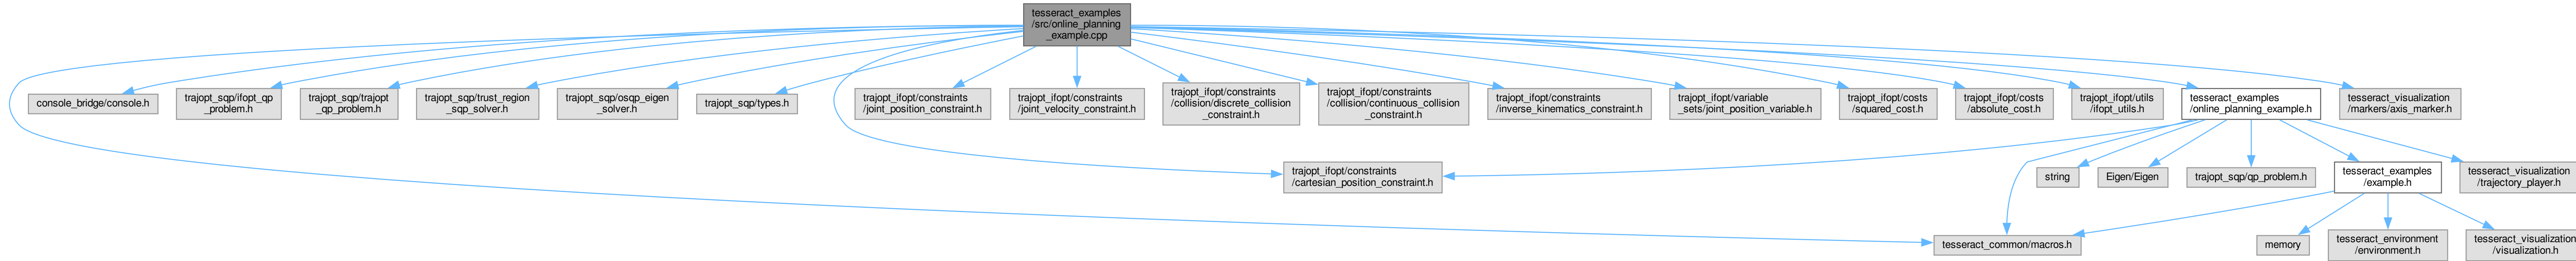 tesseract_examples
/src/online_planning
_example.cpp
console_bridge/console.h
trajopt_sqp/ifopt_qp
_problem.h
trajopt_sqp/trajopt
_qp_problem.h
trajopt_sqp/trust_region
_sqp_solver.h
trajopt_sqp/osqp_eigen
_solver.h
trajopt_sqp/types.h
trajopt_ifopt/constraints
/joint_position_constraint.h
trajopt_ifopt/constraints
/joint_velocity_constraint.h
trajopt_ifopt/constraints
/collision/discrete_collision
_constraint.h
trajopt_ifopt/constraints
/collision/continuous_collision
_constraint.h
trajopt_ifopt/constraints
/inverse_kinematics_constraint.h
trajopt_ifopt/variable
_sets/joint_position_variable.h
trajopt_ifopt/costs
/squared_cost.h
trajopt_ifopt/costs
/absolute_cost.h
trajopt_ifopt/utils
/ifopt_utils.h
tesseract_examples
/online_planning_example.h
tesseract_visualization
/markers/axis_marker.h
trajopt_ifopt/constraints
/cartesian_position_constraint.h
string
Eigen/Eigen
trajopt_sqp/qp_problem.h
tesseract_examples
/example.h
tesseract_visualization
/trajectory_player.h
tesseract_common/macros.h
memory
tesseract_environment
/environment.h
tesseract_visualization
/visualization.h